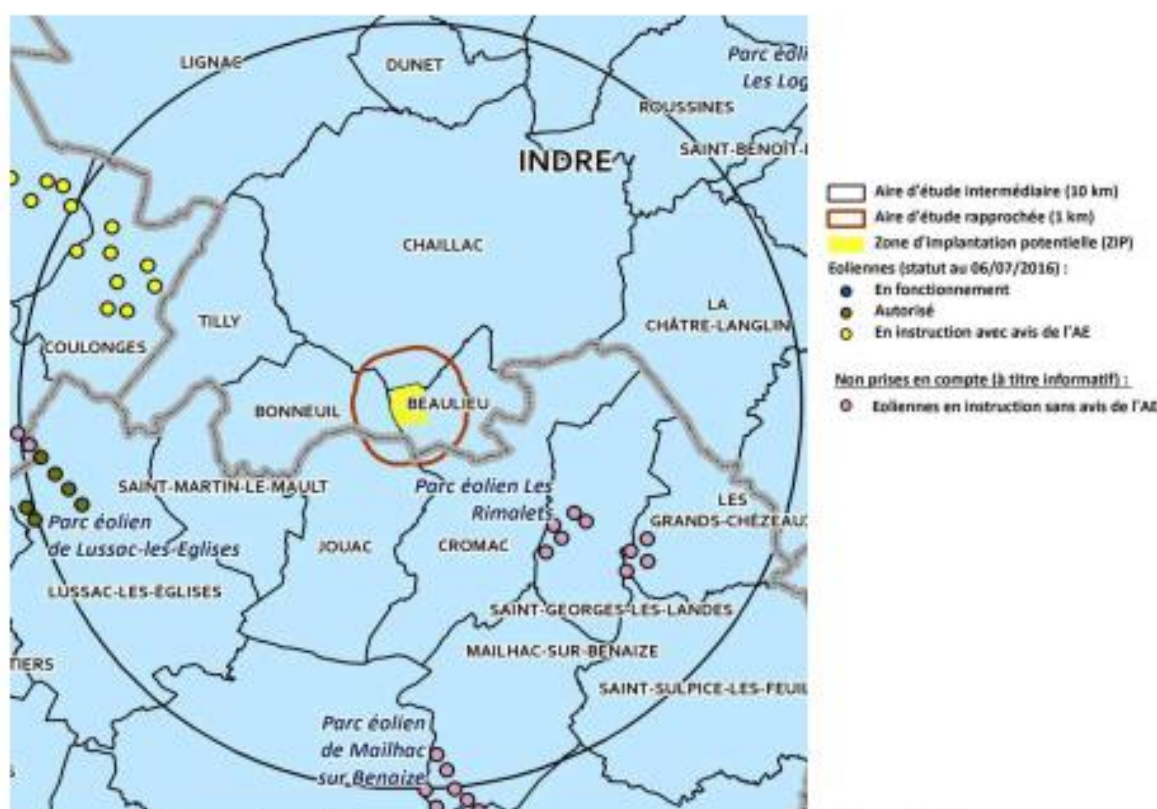 LIGNAC
DUNET
Parc éoli
Les Log
ROUSSINES
SAINT-BENOÎT-
INDRE
CHAILLAC
TILLY
LA
CHÂTRE-LANGLIN
COULONGES
BONNEUIL
BEAULIEU
SAINT-MARTIN-LE-MAULT
Parc éolien Les
Rimalets
LES
GRANDS-CHÉZEAUX
Parc éolien
de Lussac-les-Eglises
JOUAC
CROMAC
LUSSAC-LES-ÉGLISES
SAINT-GEORGES-LES-LANDES
MAILHAC-SUR-BENAIZE
TIERS
SAINT-SULPICE-LES-FEUIL
Parc éolien
de Mailhac
sur Benaize
Aire d'étude intermédiaire (10 km)
Aire d'étude rapprochée (1 km)
Zone d'implantation potentielle (ZIP)
Eoliennes (statut au 06/07/2016) :
En fonctionnement
Autorisé
En instruction avec avis de l'AE
Non prises en compte (à titre informatif) :
Eoliennes en instruction sans avis de l'AE